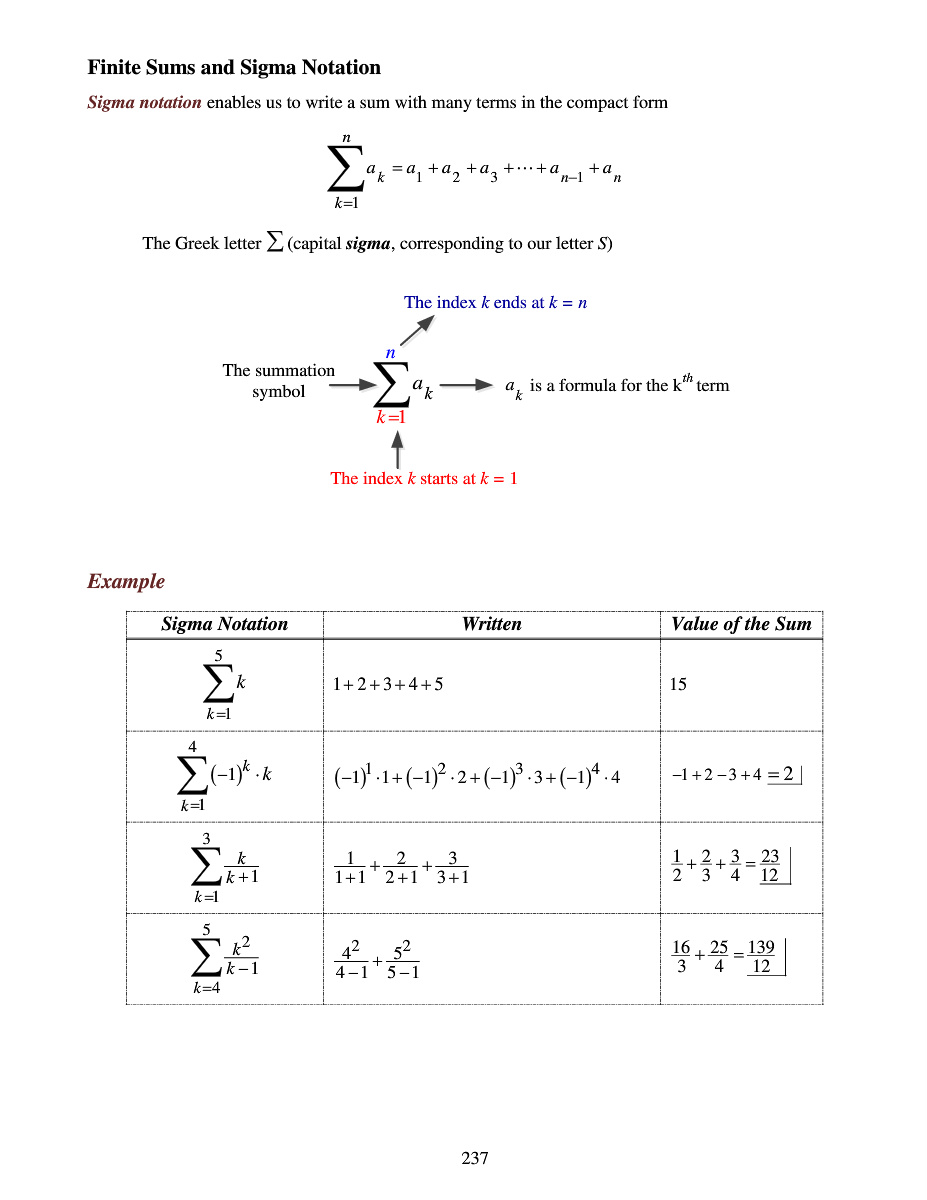 Finite Sums and Sigma Notation
Sigma notation enables us to write a sum with many terms in the compact form
\sum_{k=1}^{n} a_k = a_1 + a_2 + a_3 + \cdots + a_{n-1} + a_n
The Greek letter ∑ (capital sigma, corresponding to our letter S)
The index k ends at k = n
The summation
symbol
\sum_{k=1}^{n} a_k
a_k is a formula for the k^{th} term
The index k starts at k = 1
Example
Sigma Notation Written Value of the Sum
\sum_{k=1}^{5} k 1+2+3+4+5 15
\sum_{k=1}^{4} (-1)^k \cdot k (-1)^1 \cdot 1 + (-1)^2 \cdot 2 + (-1)^3 \cdot 3 + (-1)^4 \cdot 4 -1+2-3+4 = 2
\sum_{k=1}^{3} \frac{k}{k+1} \frac{1}{1+1} + \frac{2}{2+1} + \frac{3}{3+1} \frac{1}{2} + \frac{2}{3} + \frac{3}{4} = \frac{23}{12}
\sum_{k=4}^{5} \frac{k^2}{k-1} \frac{4^2}{4-1} + \frac{5^2}{5-1} \frac{16}{3} + \frac{25}{4} = \frac{139}{12}
237